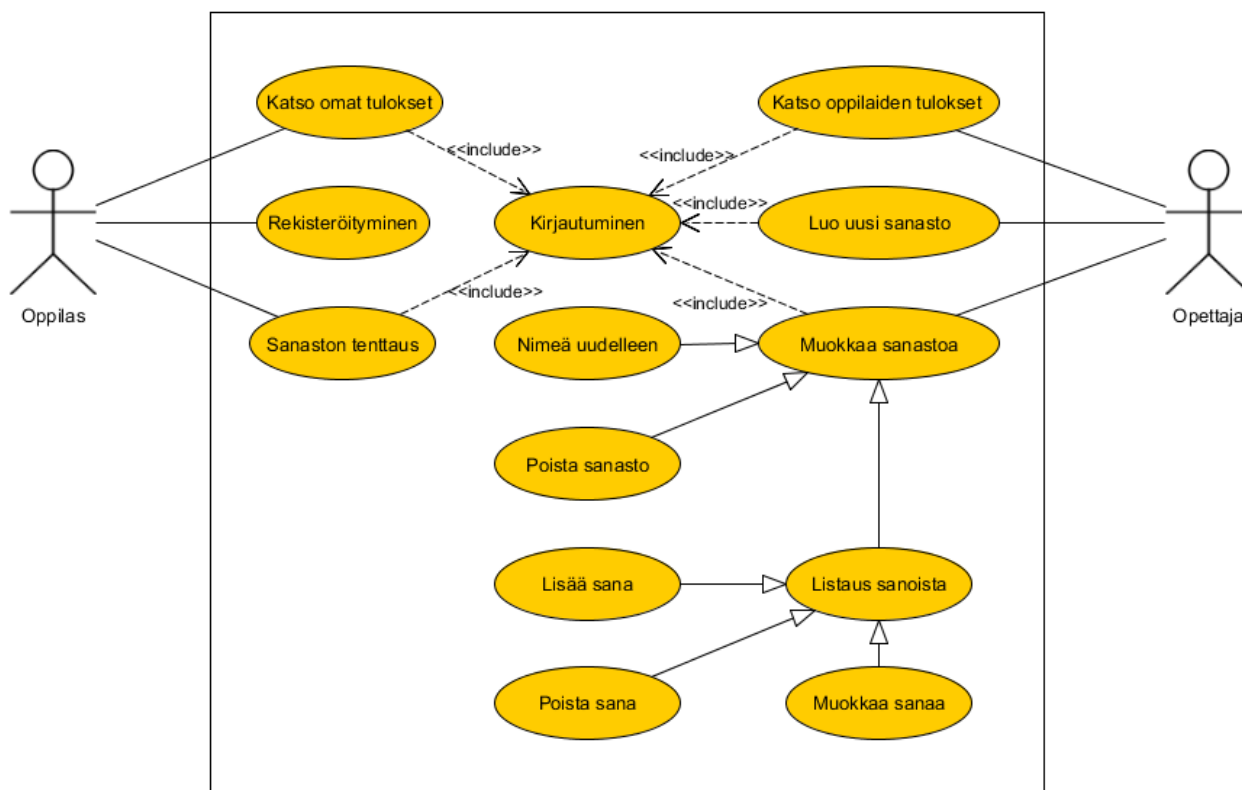 Katso omat tulokset
Katso oppilaiden tulokset
<<include>>
<<include>>
<<include>>
Rekisteröityminen
Kirjautuminen
Luo uusi sanasto
<<include>>
<<include>>
Oppilas
Opettaja
Sanaston tenttaus
Nimeä uudelleen
Muokkaa sanastoa
Poista sanasto
Lisää sana
Listaus sanoista
Poista sana
Muokkaa sanaa